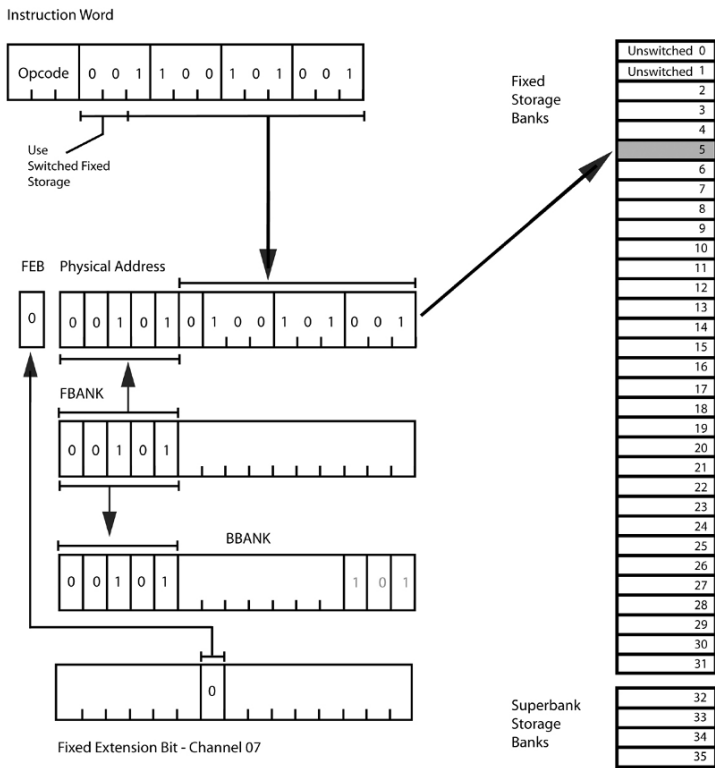 Instruction Word
Opcode 0 0 1 1 0 0 1 0 1 0 0 1
Use
Switched Fixed
Storage
FEB Physical Address
0 0 0 1 0 1 0 1 0 0 1 0 1 0 0 1
FBANK
0 0 1 0 1
BBANK
0 0 1 0 1 1 0 1
0
Fixed Extension Bit - Channel 07
Fixed
Storage
Banks
Unswitched 0
Unswitched 1
2
3
4
5
6
7
8
9
10
11
12
13
14
15
16
17
18
19
20
21
22
23
24
25
26
27
28
29
30
31
Superbank
Storage
Banks
32
33
34
35